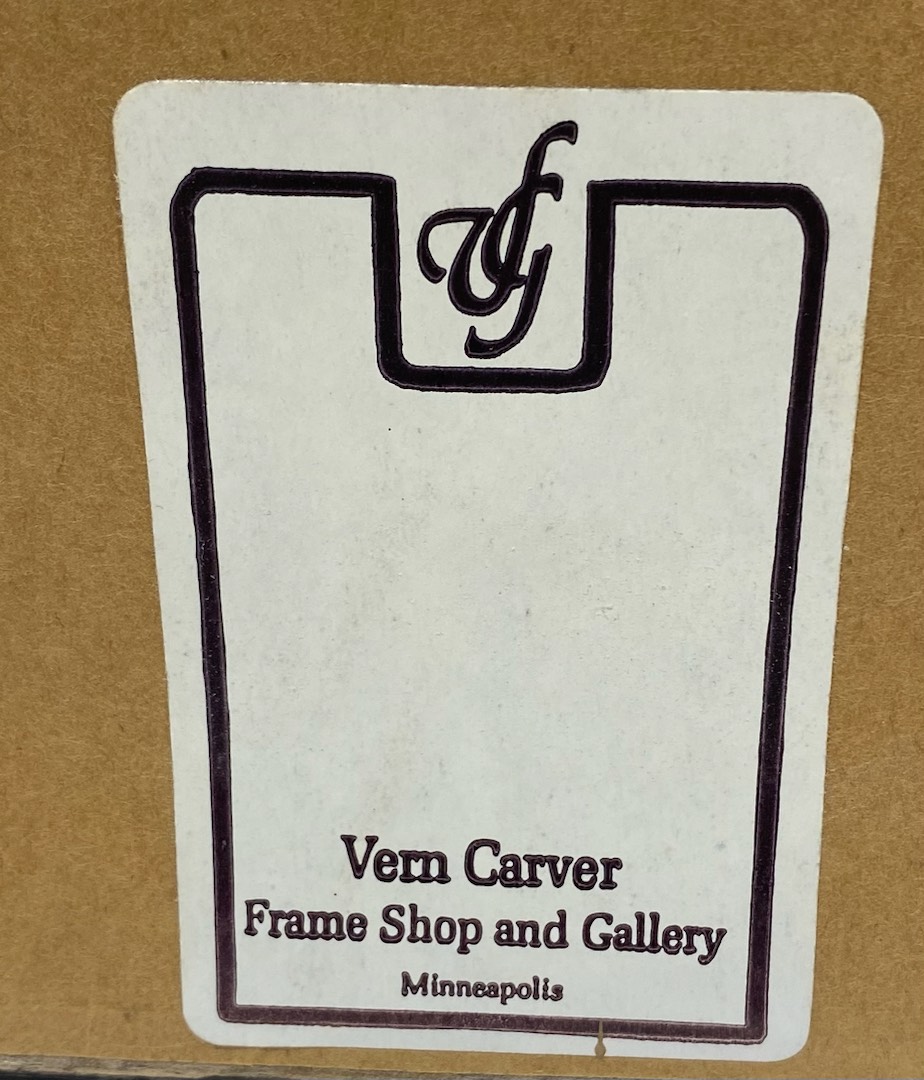 Vern Carver
Frame Shop and Gallery
Minneapolis